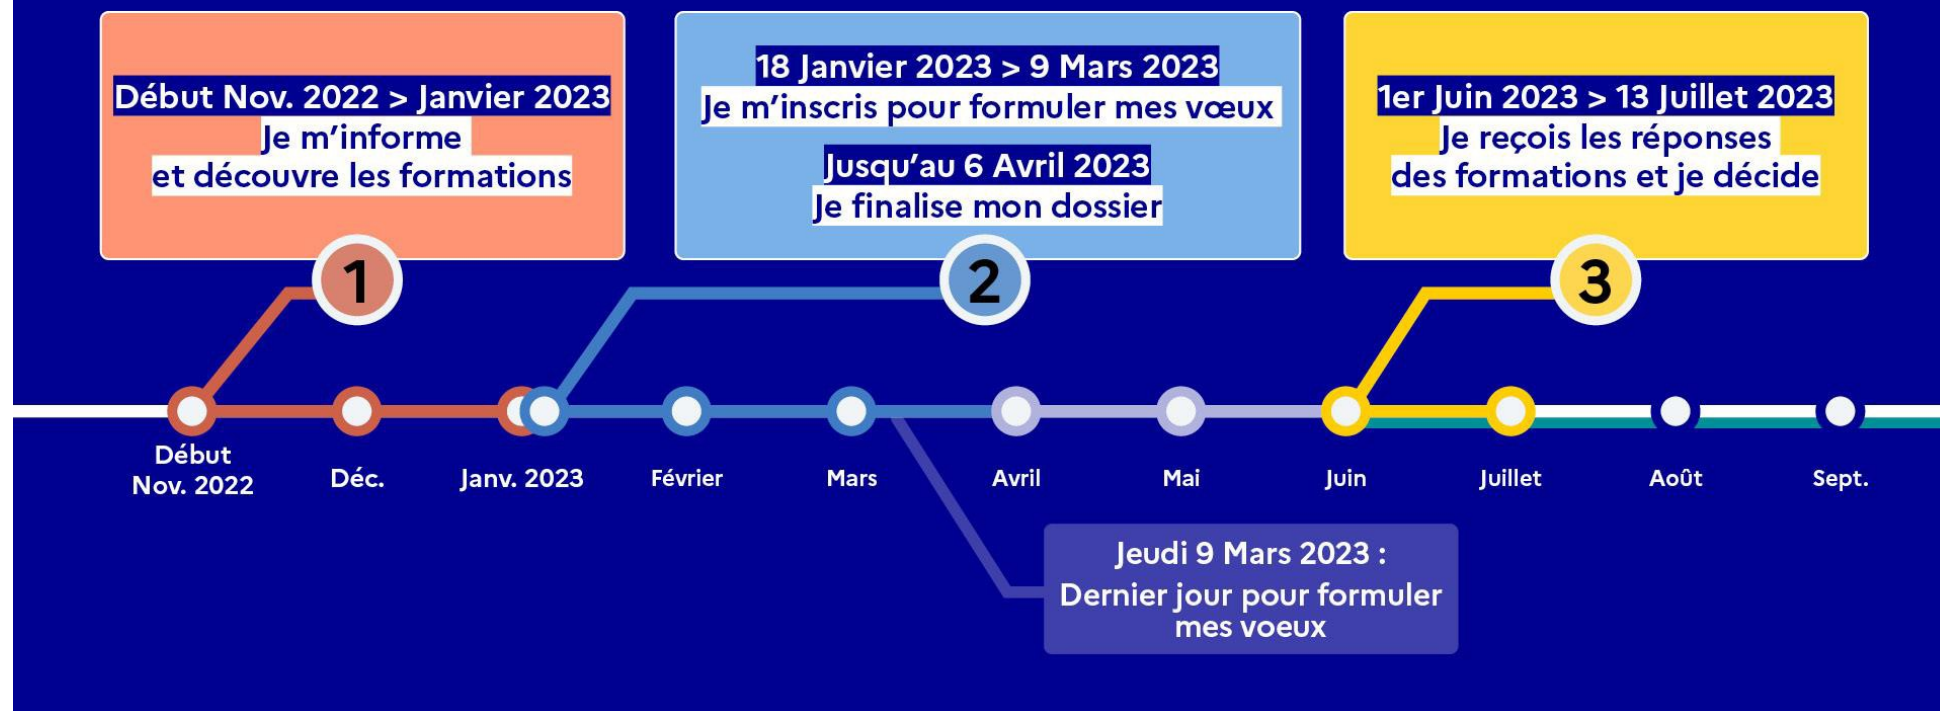 Début Nov. 2022 > Janvier 2023
Je m’informe
et découvre les formations
1
18 Janvier 2023 > 9 Mars 2023
Je m’inscris pour formuler mes vœux
Jusqu’au 6 Avril 2023
Je finalise mon dossier
2
1er Juin 2023 > 13 Juillet 2023
Je reçois les réponses
des formations et je décide
3
Début
Nov. 2022
Déc.
Janv. 2023
Février
Mars
Avril
Mai
Juin
Juillet
Août
Sept.
Jeudi 9 Mars 2023 :
Dernier jour pour formuler
mes voeux